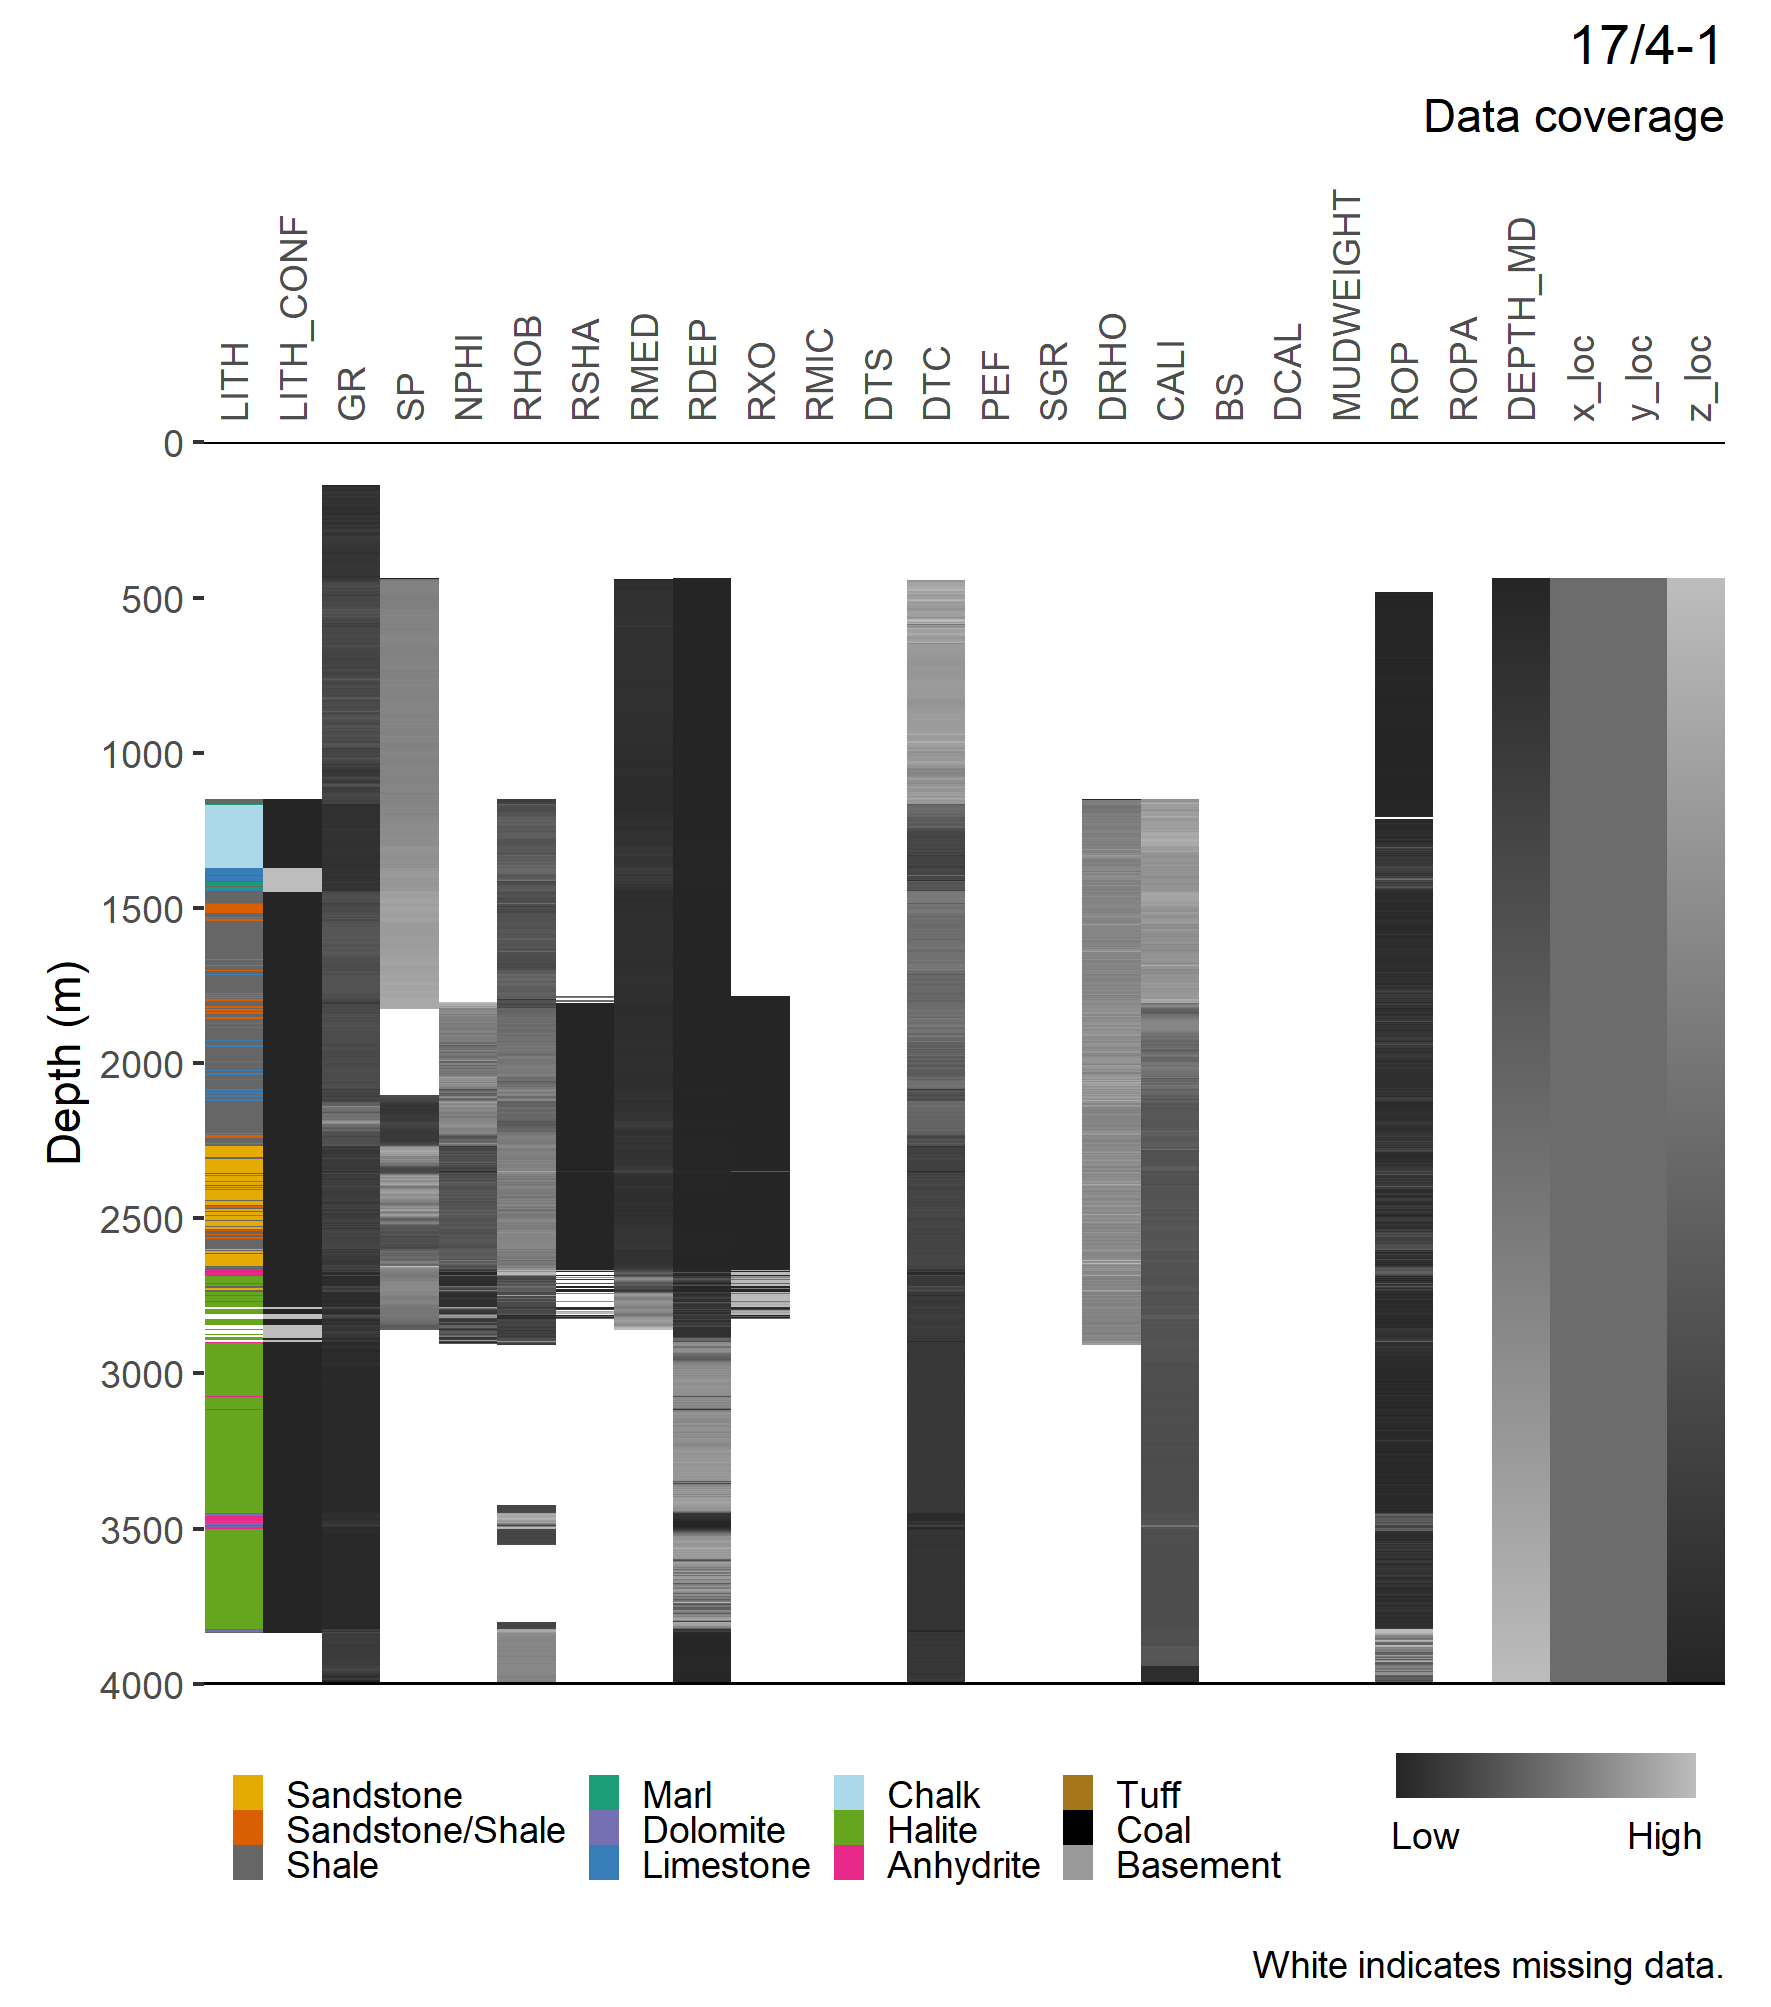 17/4-1
Data coverage
LITH
LITH_CONF
GR
SP
NPHI
RHOB
RSHA
RMED
RDEP
RXO
RMIC
DTS
DTC
PEF
SGR
DRHO
CALI
BS
DCAL
MUDWEIGHT
ROP
ROPA
DEPTH_MD
x_loc
y_loc
z_loc
0
500
1000
1500
2000
2500
3000
3500
4000
Depth (m)
Sandstone
Sandstone/Shale
Shale
Marl
Dolomite
Limestone
Chalk
Halite
Anhydrite
Tuff
Coal
Basement
Low High
White indicates missing data.